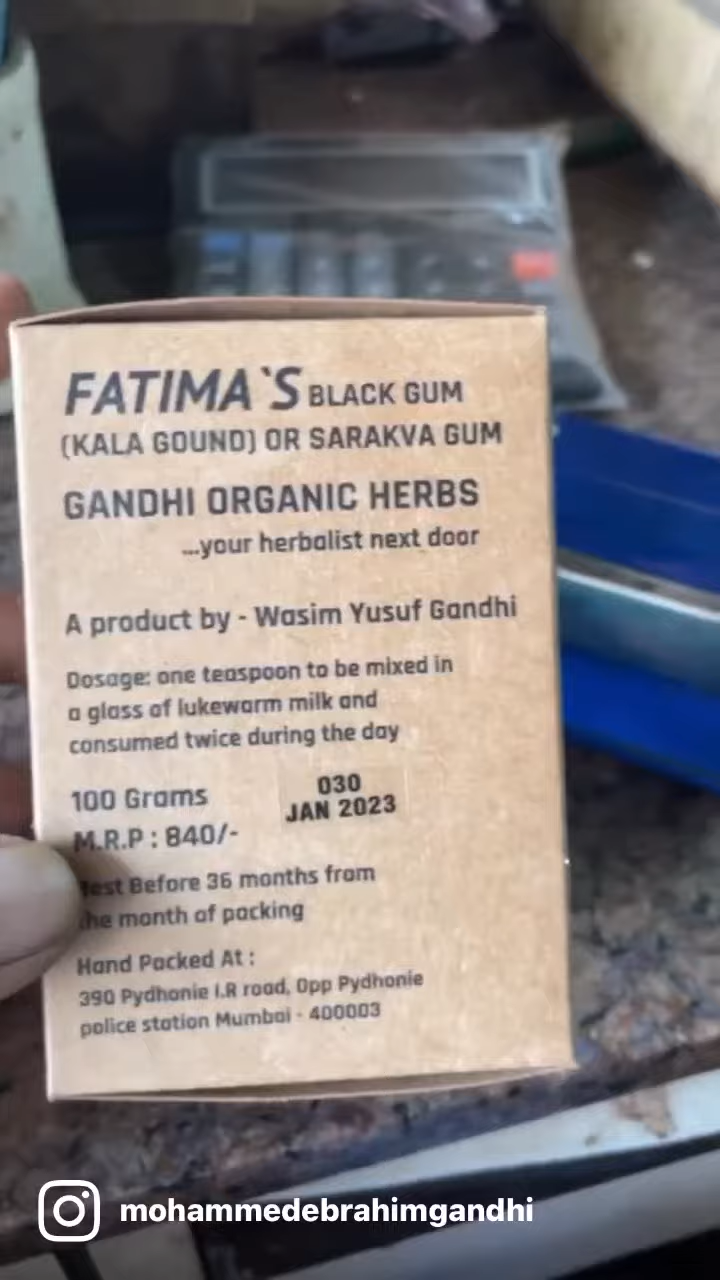 FATIMA`S BLACK GUM
(KALA GOUND) OR SARAKVA GUM
GANDHI ORGANIC HERBS
...your herbalist next door
A product by - Wasim Yusuf Gandhi
Dosage: one teaspoon to be mixed in
a glass of lukewarm milk and
consumed twice during the day
100 Grams
030
JAN 2023
M.R.P : 840/-
Before 36 months from
the month of packing
Hand Packed At :
390 Pydhonie I.R road, Opp Pydhonie
police station Mumbai - 400003
mohammedebrahimgandhi